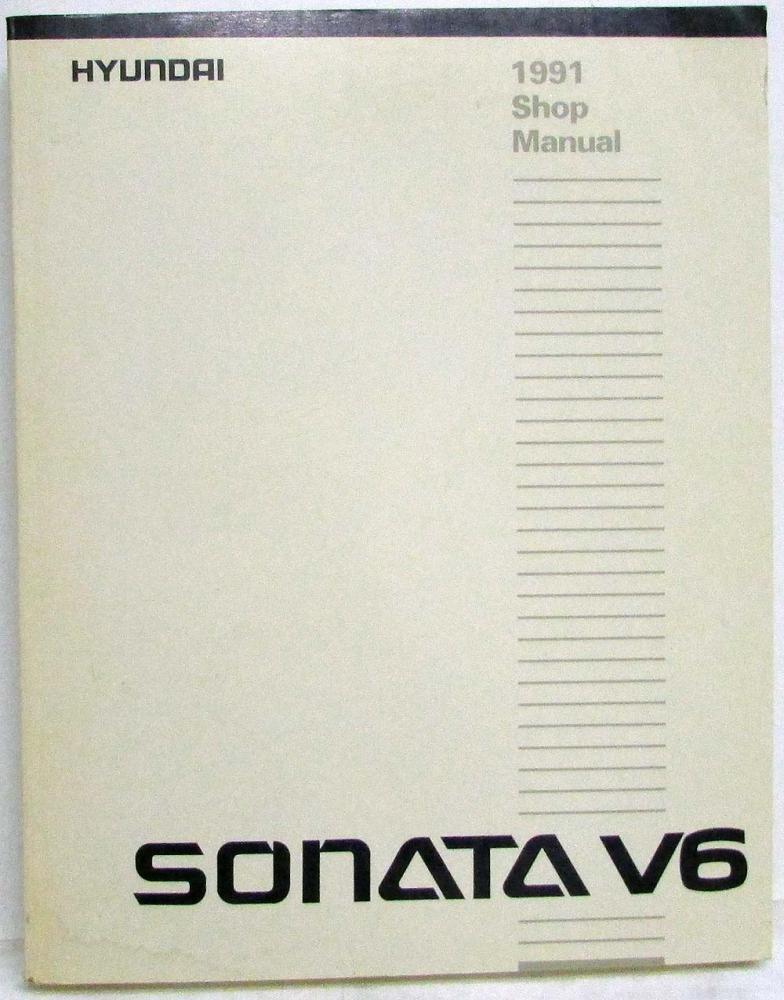 HYUNDAI
1991
Shop
Manual
SONATA V6